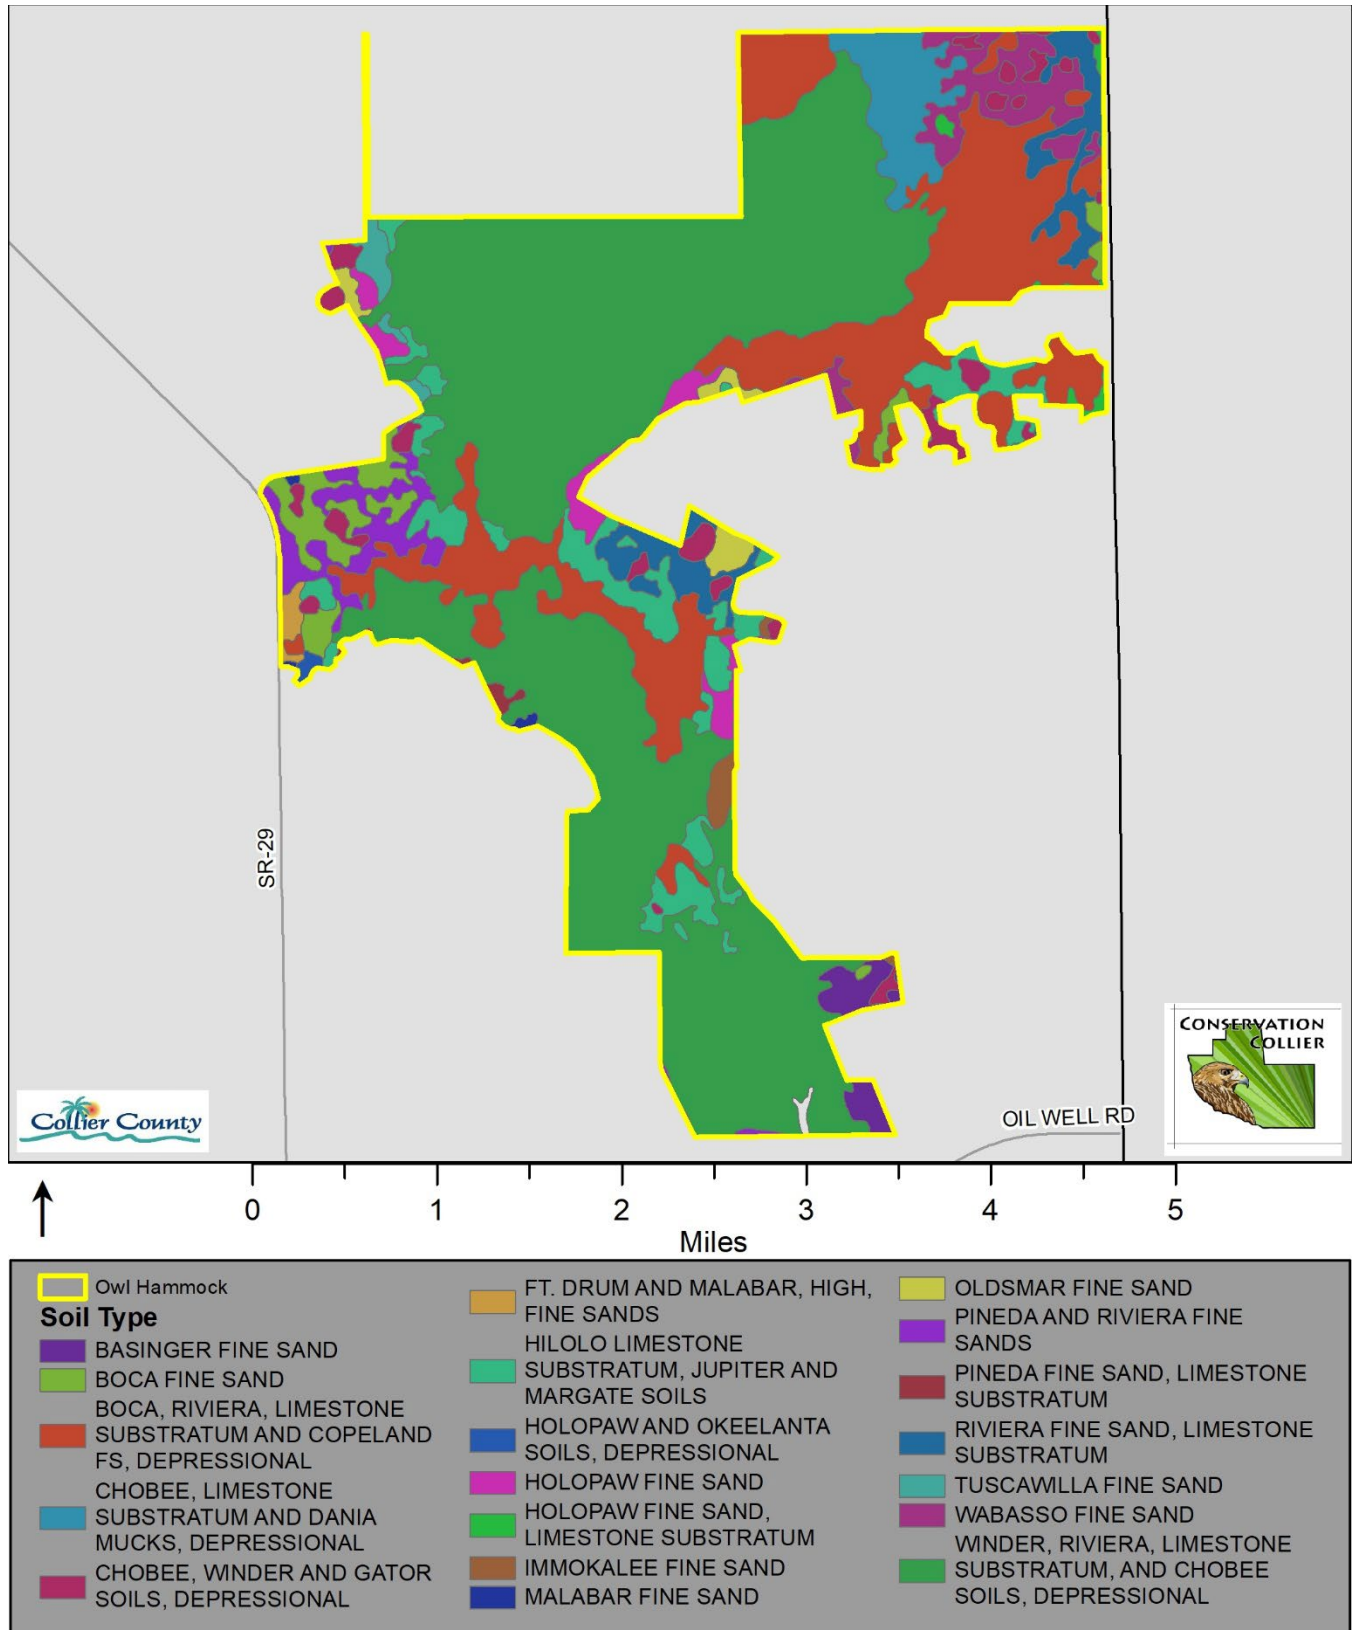 SR-29
CONSERVATION
COLLIER
Collier County
OIL WELL RD
0 1 2 3 4 5
Miles
Owl Hammock
Soil Type
BASINGER FINE SAND
BOCA FINE SAND
BOCA, RIVIERA, LIMESTONE
SUBSTRATUM AND COPELAND
FS, DEPRESSIONAL
CHOBEE, LIMESTONE
SUBSTRATUM AND DANIA
MUCKS, DEPRESSIONAL
CHOBEE, WINDER AND GATOR
SOILS, DEPRESSIONAL
FT. DRUM AND MALABAR, HIGH,
FINE SANDS
HILOLO LIMESTONE
SUBSTRATUM, JUPITER AND
MARGATE SOILS
HOLOPAW AND OKEELANTA
SOILS, DEPRESSIONAL
HOLOPAW FINE SAND
HOLOPAW FINE SAND,
LIMESTONE SUBSTRATUM
IMMOKALEE FINE SAND
MALABAR FINE SAND
OLDSMAR FINE SAND
PINEDA AND RIVIERA FINE
SANDS
PINEDA FINE SAND, LIMESTONE
SUBSTRATUM
RIVIERA FINE SAND, LIMESTONE
SUBSTRATUM
TUSCAWILLA FINE SAND
WABASSO FINE SAND
WINDER, RIVIERA, LIMESTONE
SUBSTRATUM, AND CHOBEE
SOILS, DEPRESSIONAL